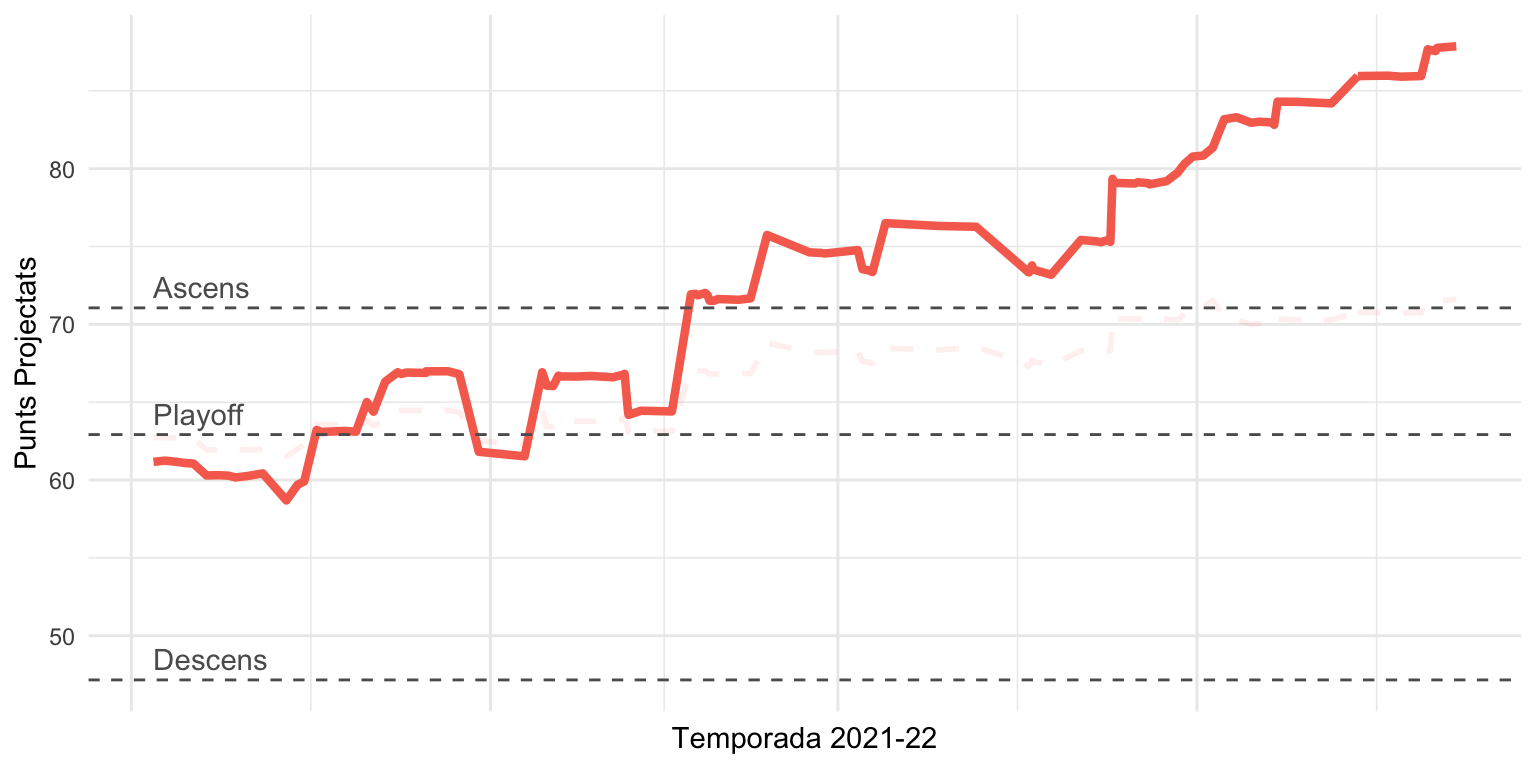 Punts Projectats
80
Ascens
70
Playoff
60
50
Descens
Temporada 2021-22